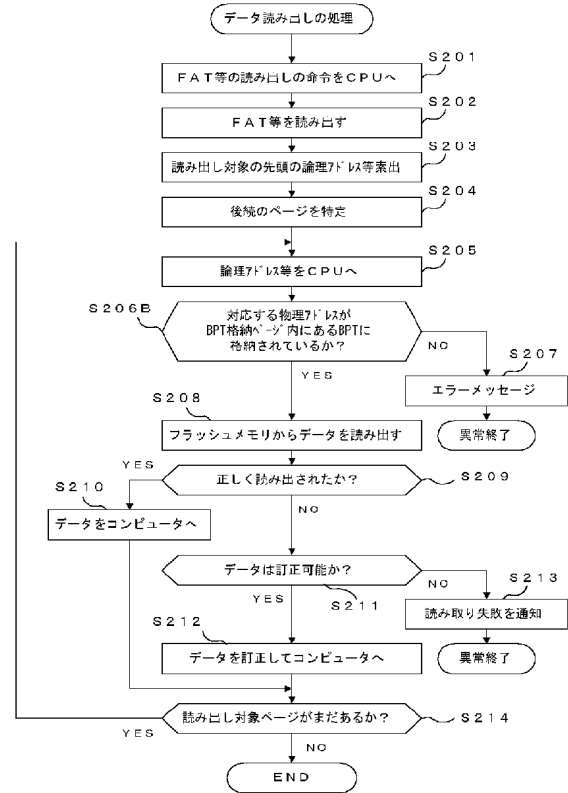 データ読み出しの処理
S201
FAT等の読み出しの命令をCPUへ
S202
FAT等を読み出す
S203
読み出し対象の先頭の論理アドレス等索出
S204
後続のページを特定
S205
論理アドレス等をCPUへ
S206B
対応する物理アドレスが
BPT格納ページ内にあるBPTに
格納されているか?
NO
S207
YES
エラーメッセージ
S208
異常終了
フラッシュメモリからデータを読み出す
YES
正しく読み出されたか?
S209
S210
NO
データをコンピュータへ
データは訂正可能か?
NO
S213
YES
S211
読み取り失敗を通知
S212
データを訂正してコンピュータへ
異常終了
読み出し対象ページがまだあるか?
S214
YES
NO
END